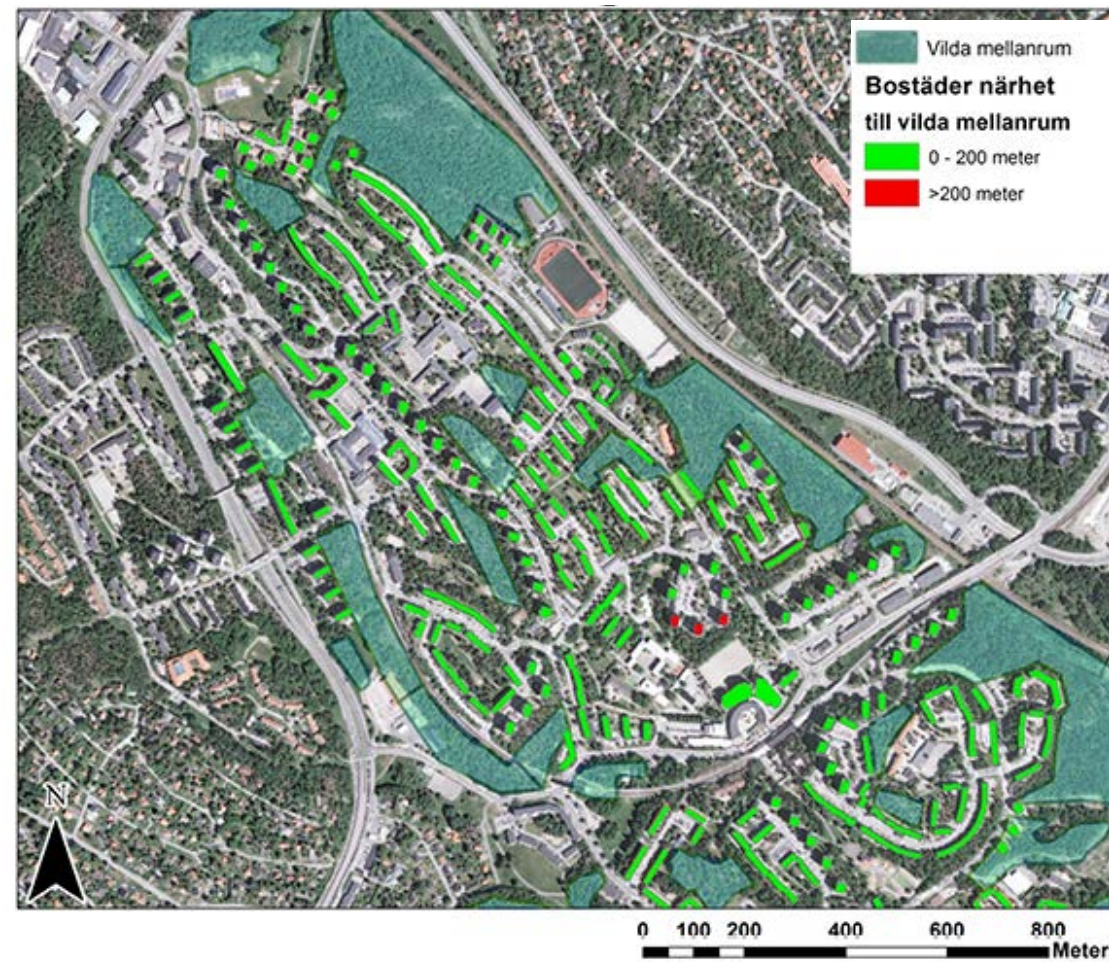 Vilda mellanrum
Bostäder närhet
till vilda mellanrum
0 - 200 meter
>200 meter
N
0 100 200 400 600 800
Meter